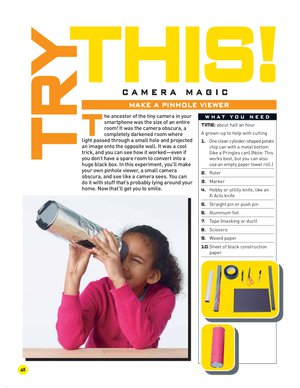 TRY
THIS!
CAMERA MAGIC
MAKE A PINHOLE VIEWER
The ancestor of the tiny camera in your
smartphone was the size of an entire
room! It was the camera obscura, a
completely darkened room where
light passed through a small hole and projected
an image onto the opposite wall. It was a cool
trick, and you can see how it worked—even if
you don't have a spare room to convert into a
huge black box. In this experiment, you'll make
your own pinhole viewer, a small camera
obscura, and see like a camera sees. You can
do it with stuff that's probably lying around your
home. Now that'll get you to smile.
WHAT YOU NEED
TIME: about half an hour
A grown-up to help with cutting
1. One clear cylinder-shaped potato
chip can with a metal bottom
(like a Pringles can) (Note: This
works best, but you can also
use an empty paper towel roll.)
2. Ruler
3. Marker
4. Hobby or utility knife, like an
X-Acto knife
5. Straight pin or push pin
6. Aluminum foil
7. Tape (masking or duct)
8. Scissors
9. Waxed paper
10. Sheet of black construction
paper
48